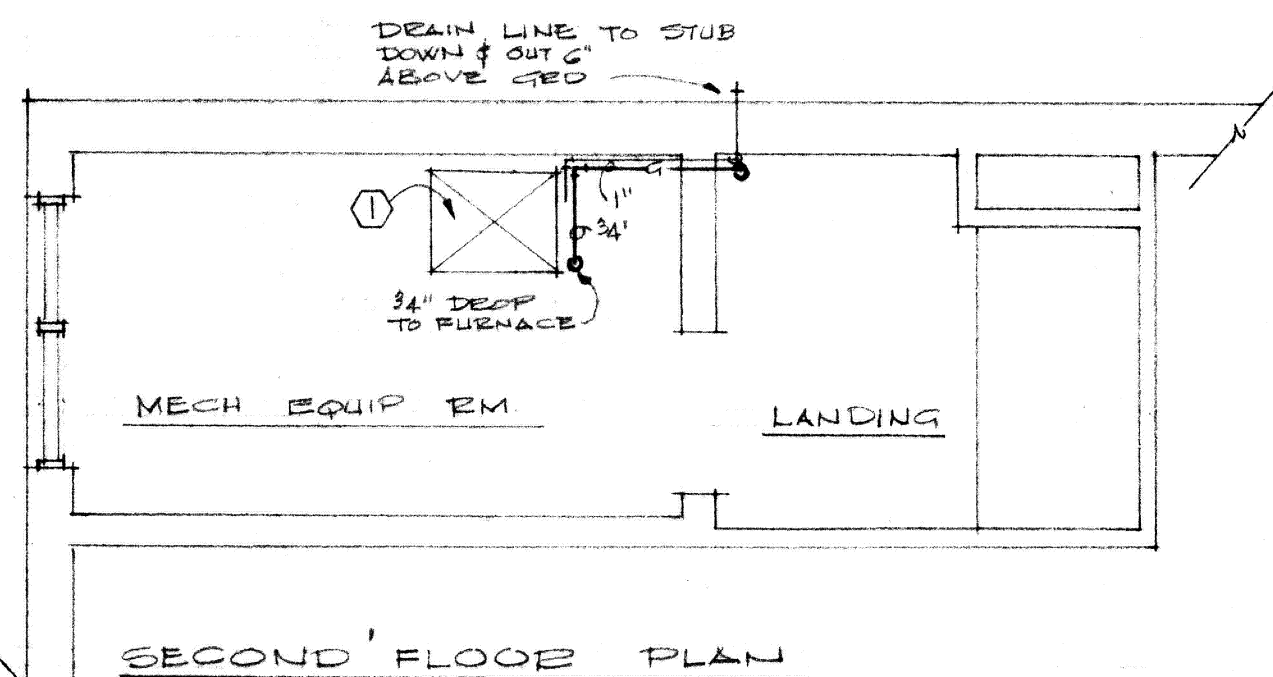 DRAIN LINE TO STUB
DOWN & OUT 6"
ABOVE GRD
1
G
1"
3/4"
3/4" DROP
TO FURNACE
MECH EQUIP RM
LANDING
SECOND FLOOR PLAN